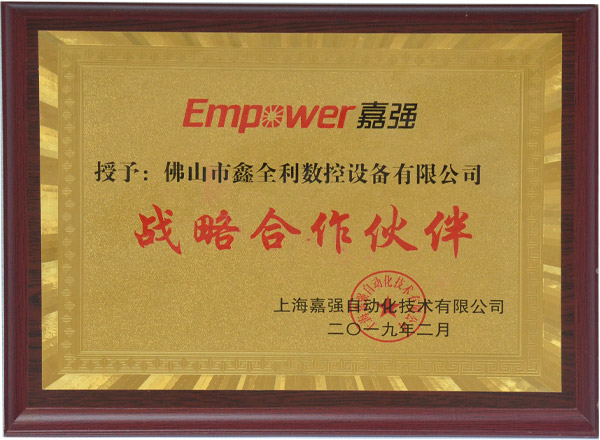 Empower嘉强
授予：佛山市鑫全利数控设备有限公司
战略合作伙伴
上海嘉强自动化技术有限公司
二〇一九年二月